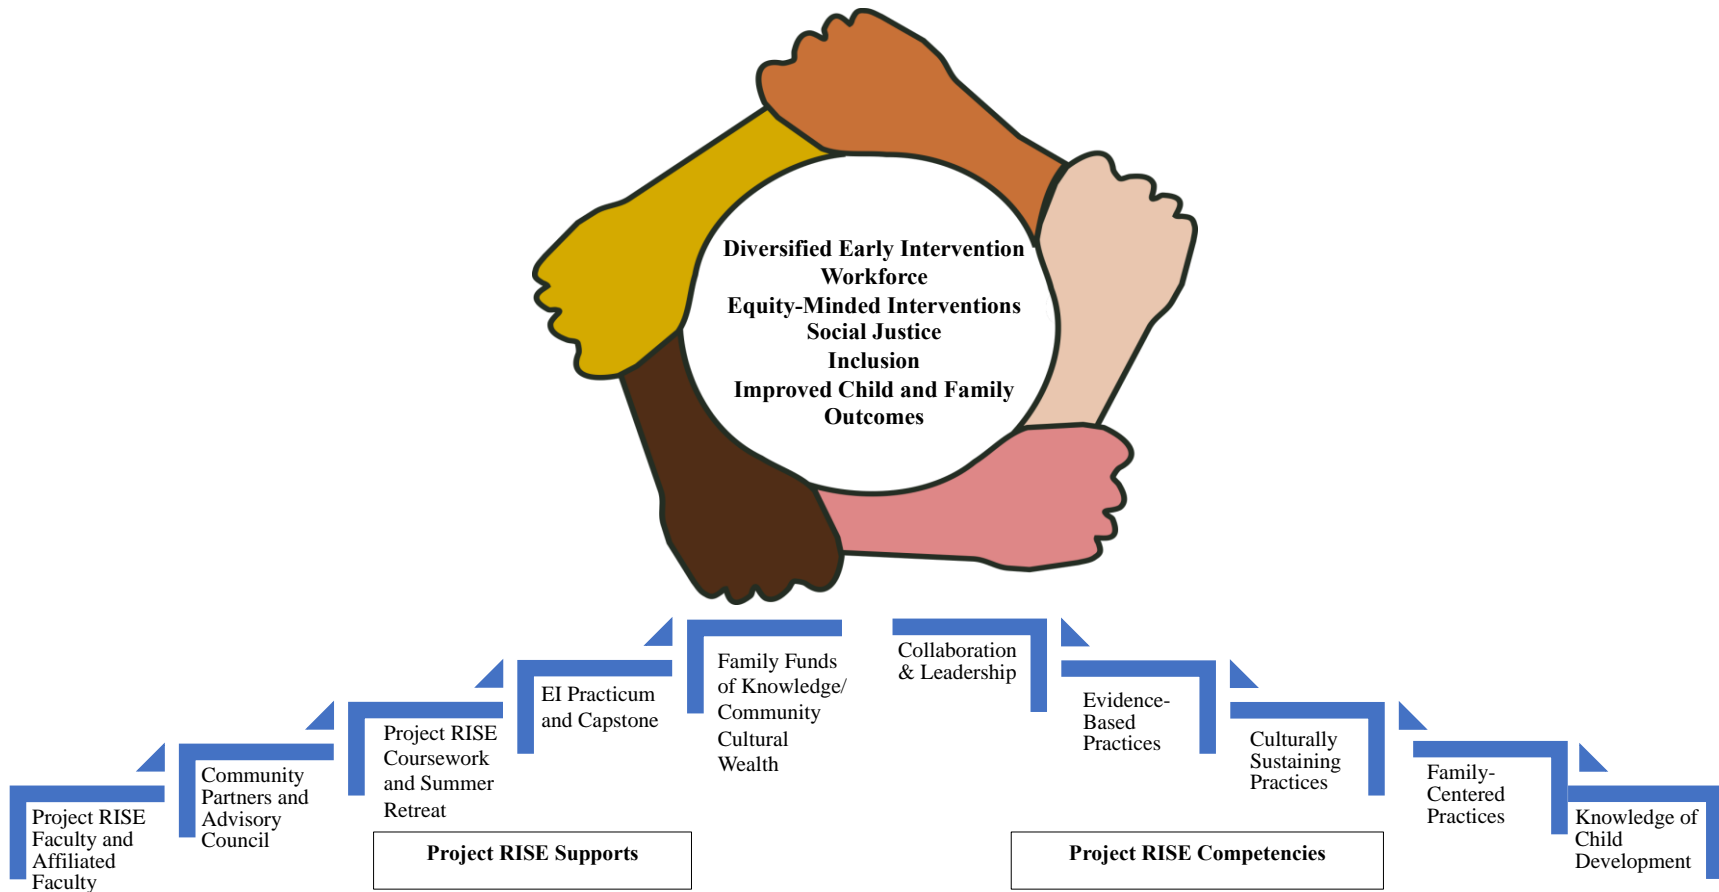 Diversified Early Intervention
Workforce
Equity-Minded Interventions
Social Justice
Inclusion
Improved Child and Family
Outcomes
Project RISE
Faculty and
Affiliated
Faculty
Community
Partners and
Advisory
Council
Project RISE
Coursework
and Summer
Retreat
EI Practicum
and Capstone
Family Funds
of Knowledge/
Community
Cultural
Wealth
Collaboration
& Leadership
Evidence-
Based
Practices
Culturally
Sustaining
Practices
Family-
Centered
Practices
Knowledge of
Child
Development
Project RISE Supports
Project RISE Competencies